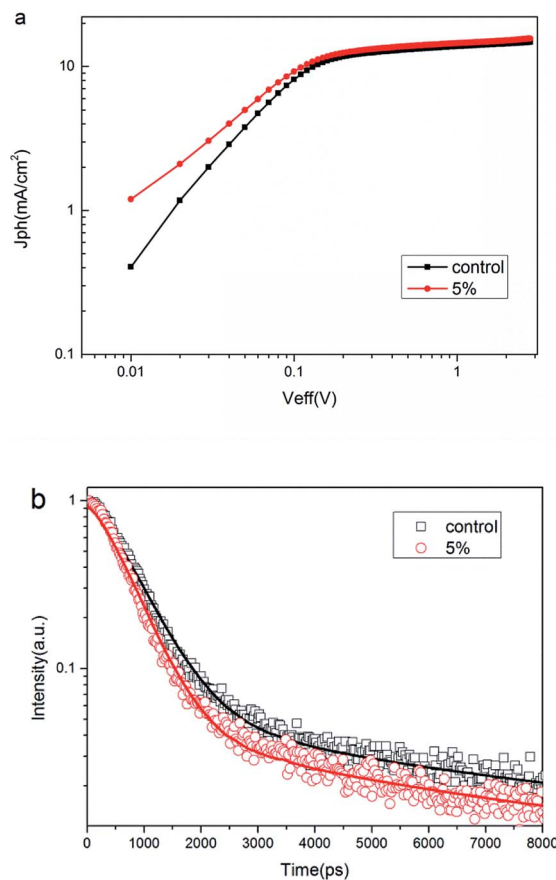 a
10
1
0.1
Jph(mA/cm²)
control
5%
0.01
0.1
1
Veff(V)
b
1
0.1
Intensity(a.u.)
control
5%
0
1000
2000
3000
4000
5000
6000
7000
8000
Time(ps)